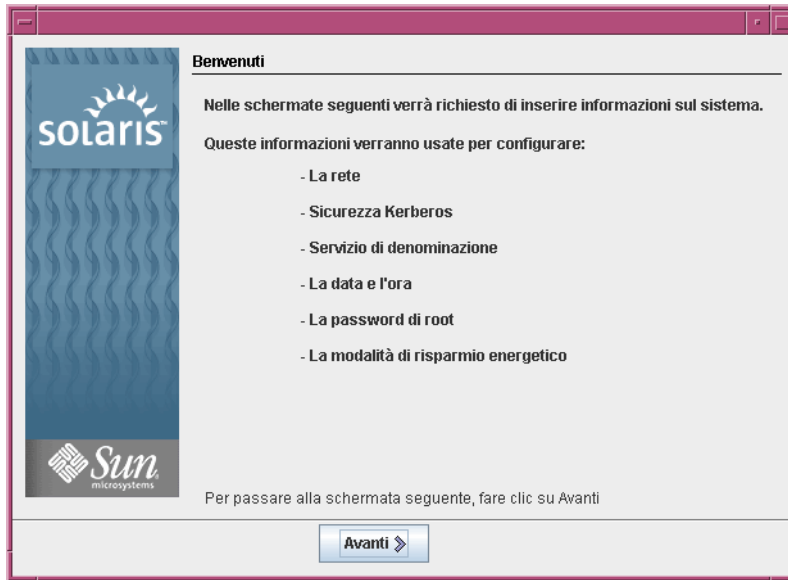 solaris™
Sun
microsystems
Benvenuti
Nelle schermate seguenti verrà richiesto di inserire informazioni sul sistema.
Queste informazioni verranno usate per configurare:
- La rete
- Sicurezza Kerberos
- Servizio di denominazione
- La data e l'ora
- La password di root
- La modalità di risparmio energetico
Per passare alla schermata seguente, fare clic su Avanti
Avanti